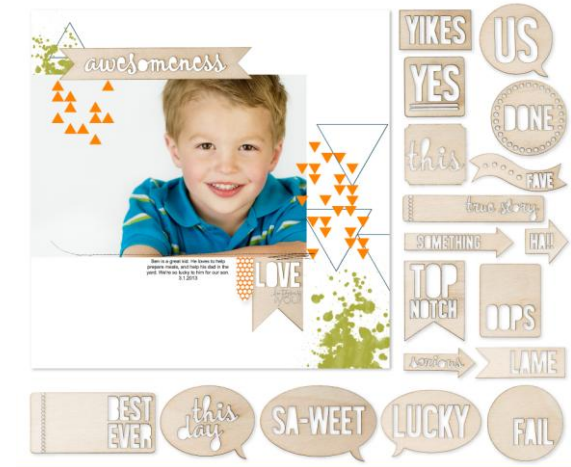 awesomeness
Ben is a great kid. He loves to help
prepare meals, and help his dad in the
yard. We're so lucky to him for our son.
3.1.2013
LOVE
you
YIKES
US
YES
DONE
this
FAVE
true story.
SOMETHING
HA!!
TOP
NOTCH
OOPS
LAME
BEST
EVER
this
day
SA-WEET
LUCKY
FAIL